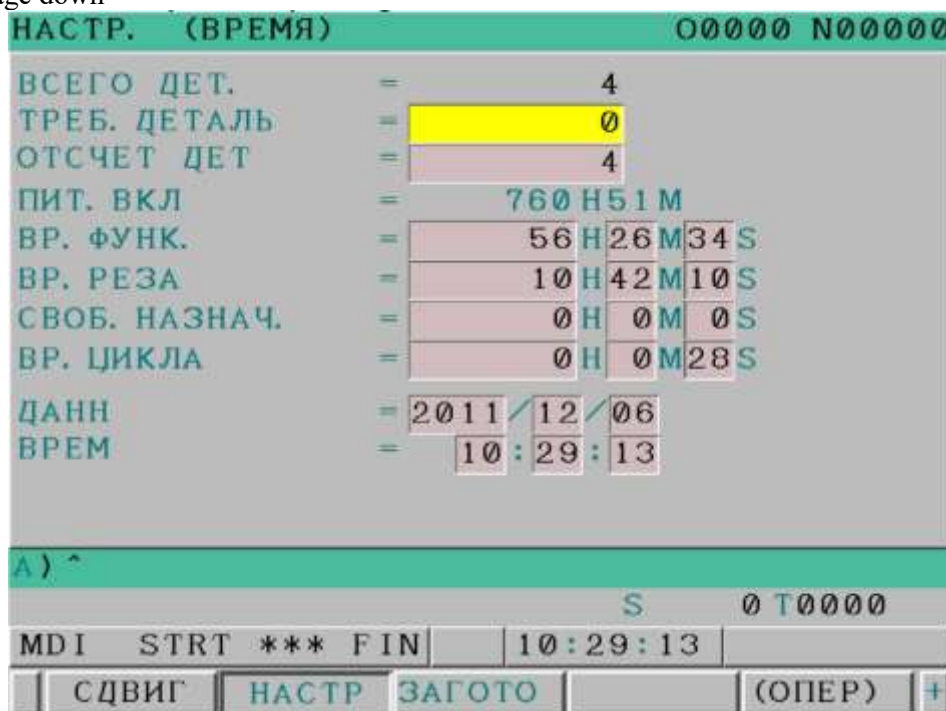 age down
НАСТР. (ВРЕМЯ) O0000 N00000
ВСЕГО ДЕТ. = 4
ТРЕБ. ДЕТАЛЬ = 0
ОТСЧЕТ ДЕТ = 4
ПИТ. ВКЛ = 760H51M
ВР. ФУНК. = 56H26M34S
ВР. РЕЗА = 10H42M10S
СВОБ. НАЗНАЧ. = 0H 0M 0S
ВР. ЦИКЛА = 0H 0M28S
ДАНН = 2011/12/06
ВРЕМ = 10:29:13
A)^
S 0 T0000
MDI STRT *** FIN 10:29:13
СДВИГ НАСТР ЗАГОТО (ОПЕР) +